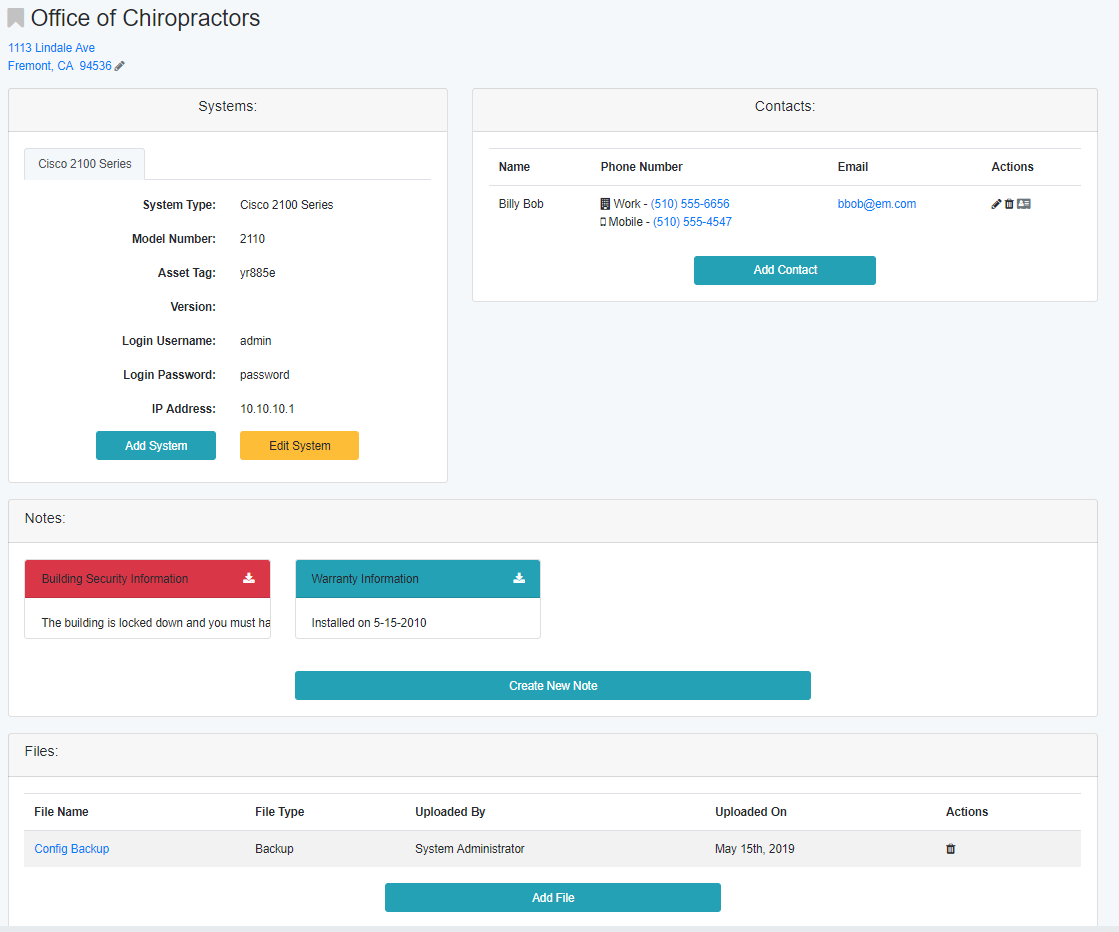 Office of Chiropractors
1113 Lindale Ave
Fremont, CA 94536
Systems:
Cisco 2100 Series
System Type: Cisco 2100 Series
Model Number: 2110
Asset Tag: yr885e
Version:
Login Username: admin
Login Password: password
IP Address: 10.10.10.1
Add System Edit System
Contacts:
Name Phone Number Email Actions
Billy Bob Work - (510) 555-6656 bbob@em.com
Mobile - (510) 555-4547
Add Contact
Notes:
Building Security Information
The building is locked down and you must ha
Warranty Information
Installed on 5-15-2010
Create New Note
Files:
File Name File Type Uploaded By Uploaded On Actions
Config Backup Backup System Administrator May 15th, 2019
Add File